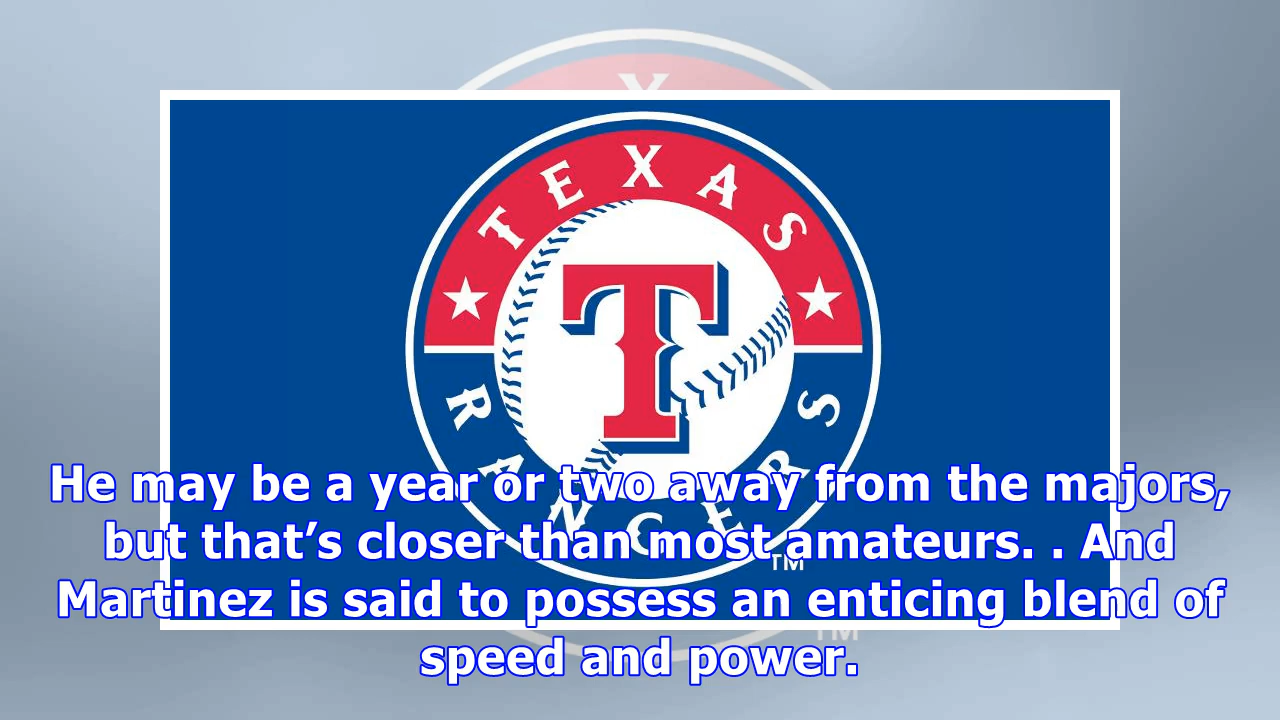 TEXAS
T
RANGERS
TM
He may be a year or two away from the majors,
but that’s closer than most amateurs. . And
Martinez is said to possess an enticing blend of
speed and power.
X
TM